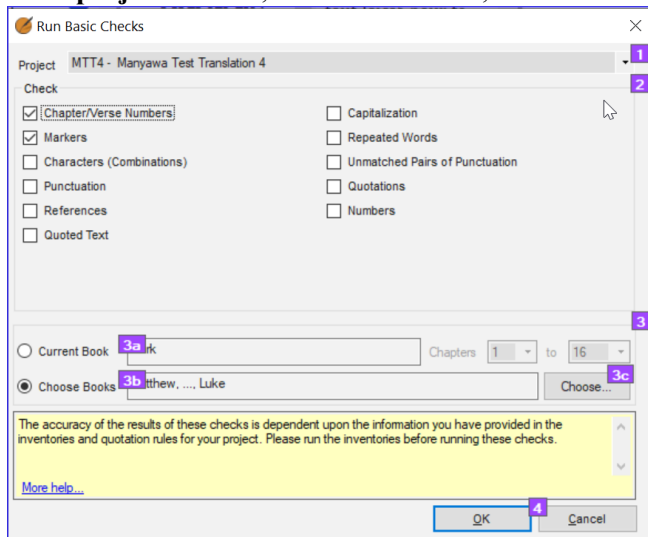 Run Basic Checks
Project MTT4 - Manyawa Test Translation 4 1
Check 2
Chapter/Verse Numbers
Markers
Characters (Combinations)
Punctuation
References
Quoted Text
Capitalization
Repeated Words
Unmatched Pairs of Punctuation
Quotations
Numbers
3
Current Book 3a rk Chapters 1 to 16
Choose Books 3b tthew, ..., Luke Choose... 3c
The accuracy of the results of these checks is dependent upon the information you have provided in the
inventories and quotation rules for your project. Please run the inventories before running these checks.
More help...
OK 4 Cancel